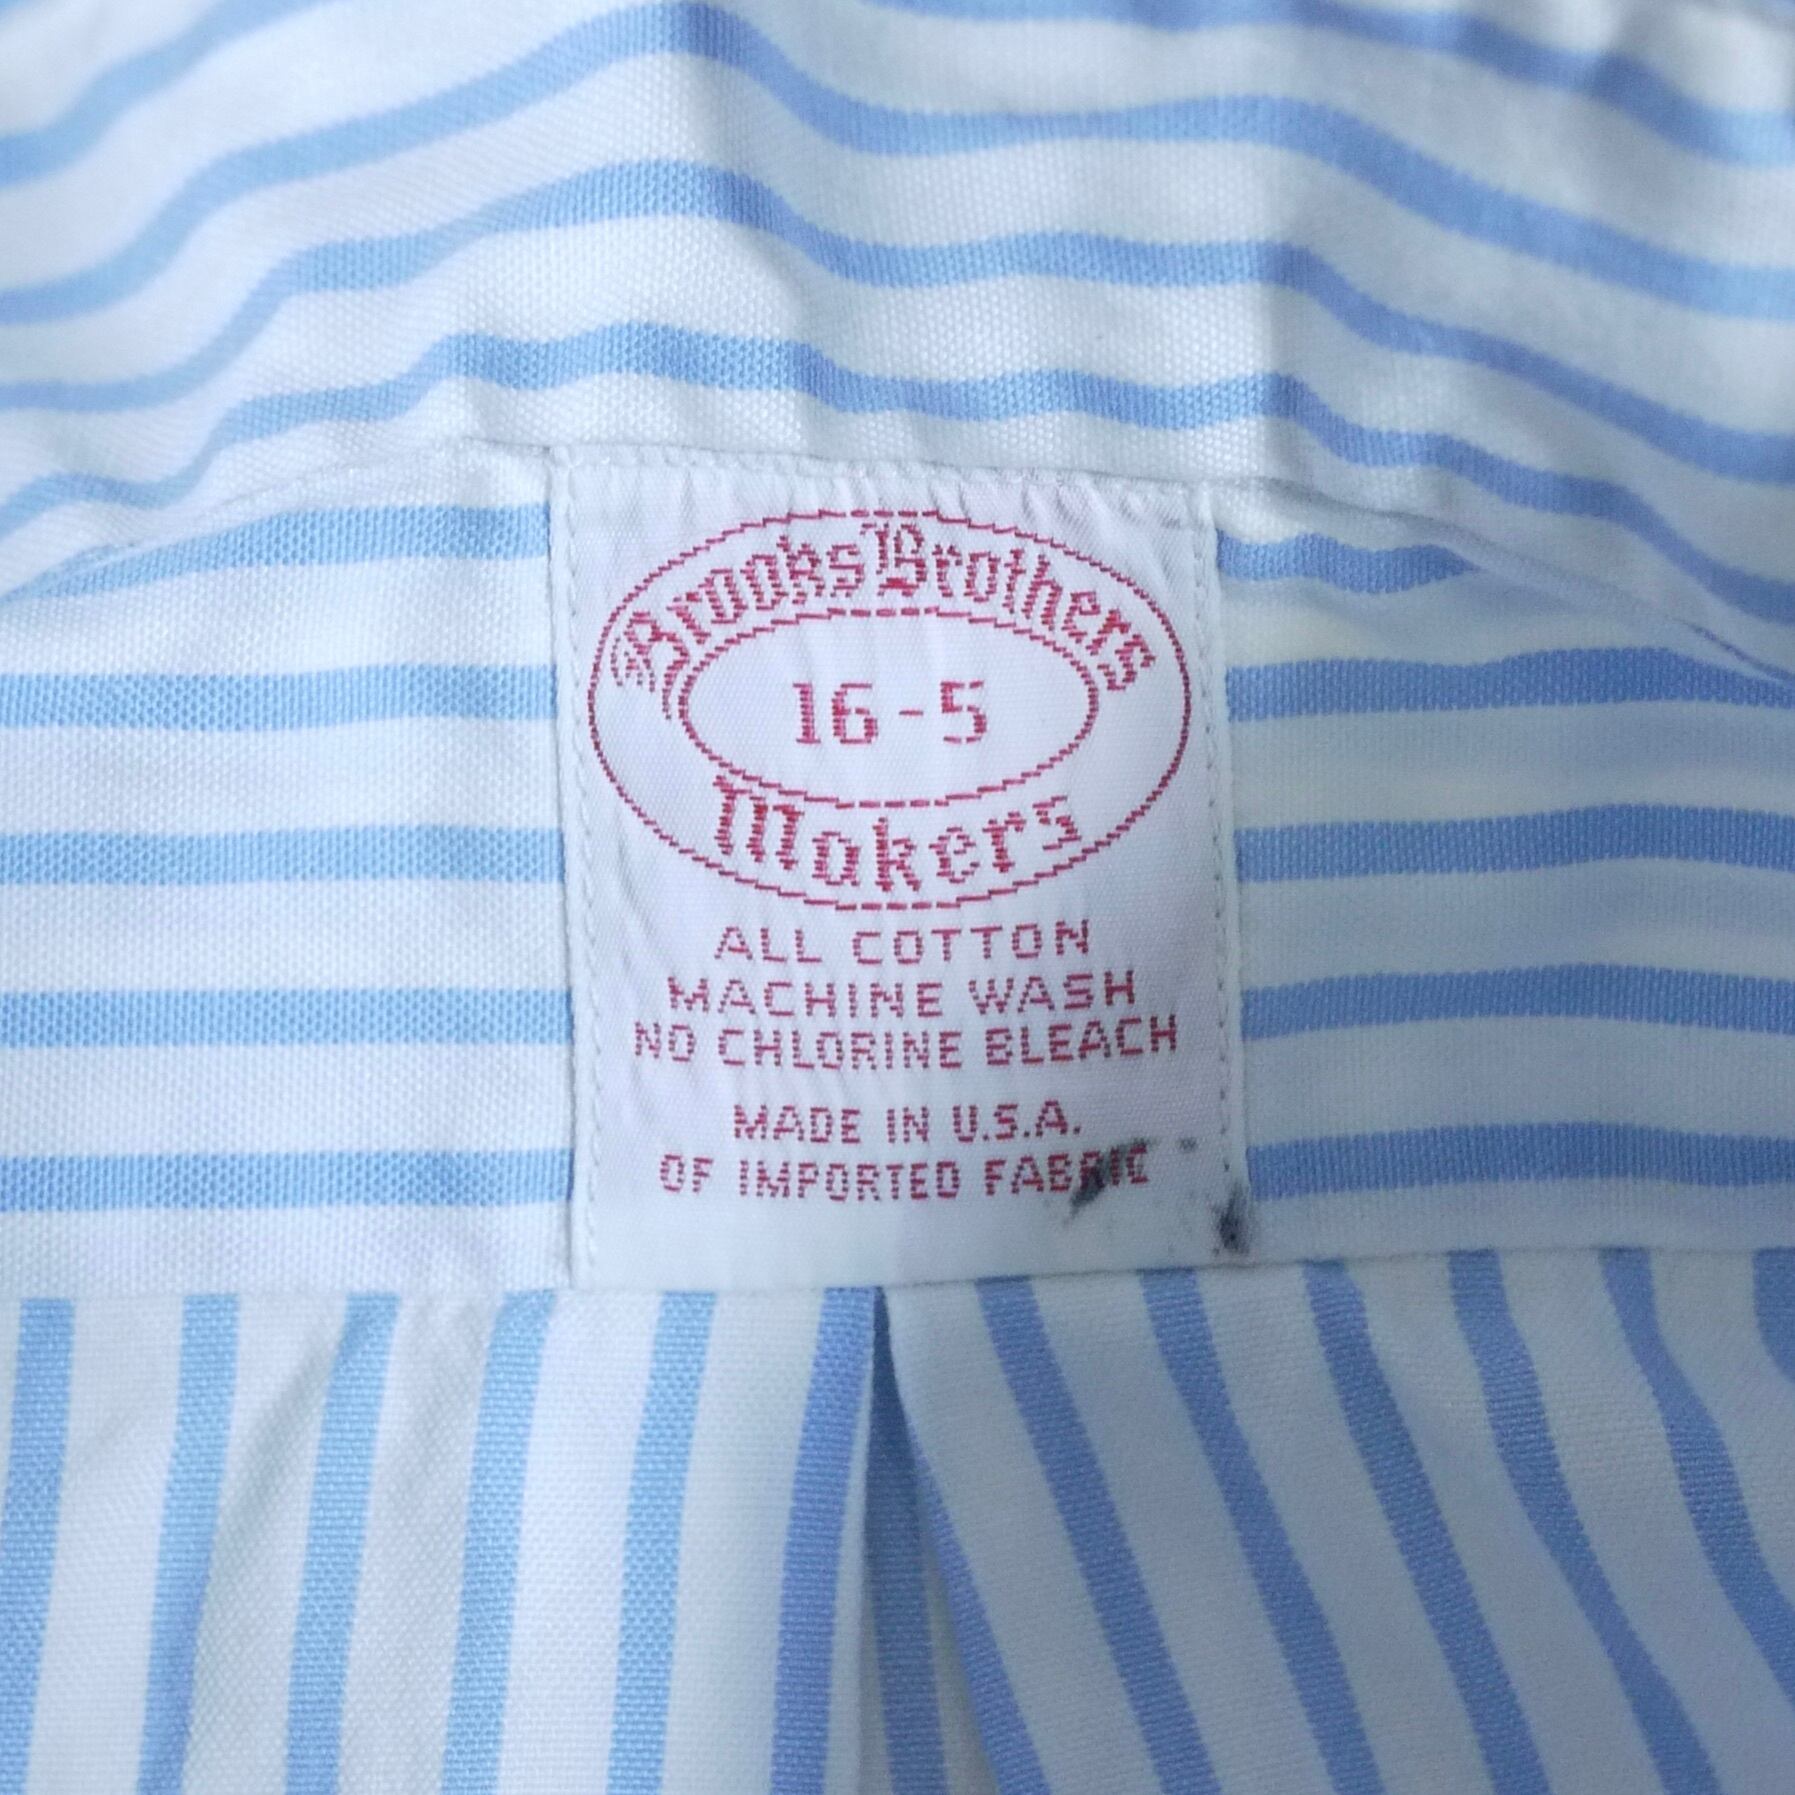 Brooks Brothers
16-5
Makers
ALL COTTON
MACHINE WASH
NO CHLORINE BLEACH
MADE IN U.S.A.
OF IMPORTED FABRIC